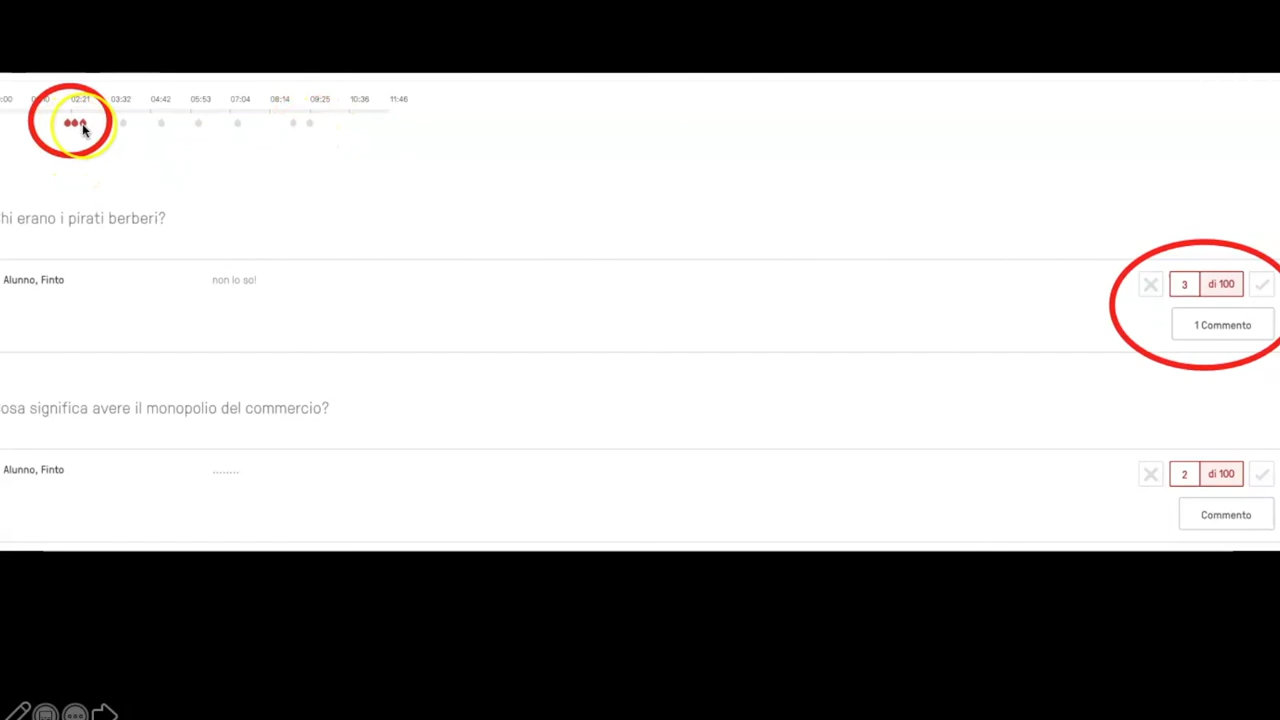 :00 02:21 03:32 04:42 05:53 07:04 08:14 09:25 10:36 11:46
hi erano i pirati berberi?
Alunno, Finto non lo so! 3 di 100
1 Commento
osa significa avere il monopolio del commercio?
Alunno, Finto ........ 2 di 100
Commento